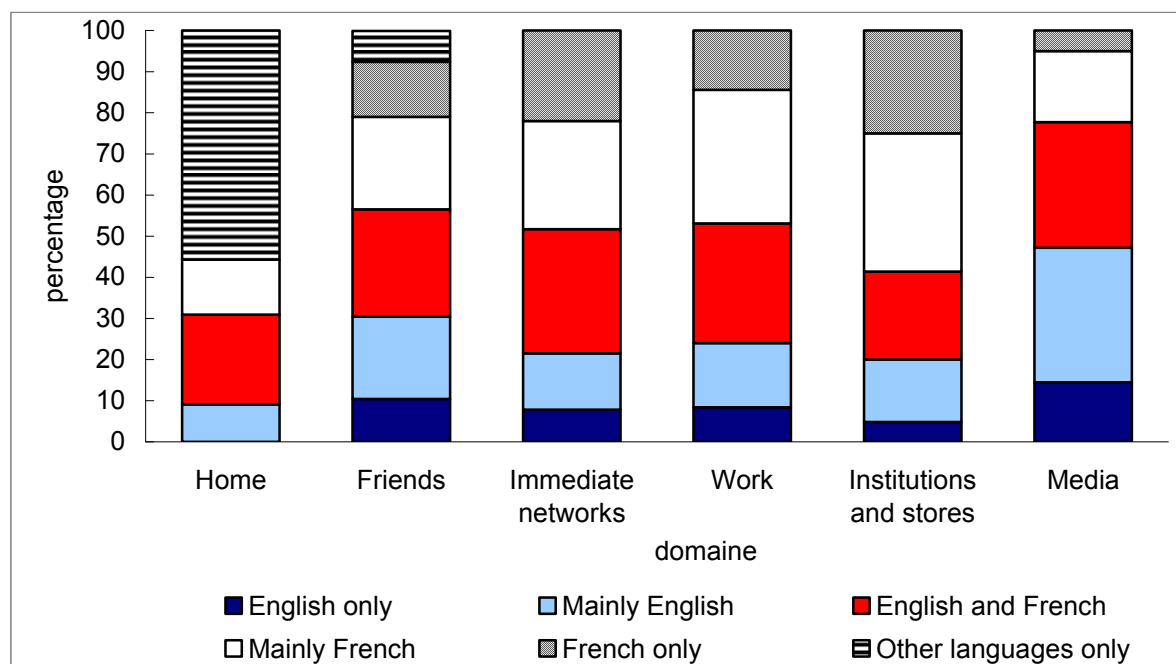 percentage
100
90
80
70
60
50
40
30
20
10
0
Home
Friends
Immediate
networks
Work
Institutions
and stores
Media
domaine
English only
Mainly English
English and French
Mainly French
French only
Other languages only